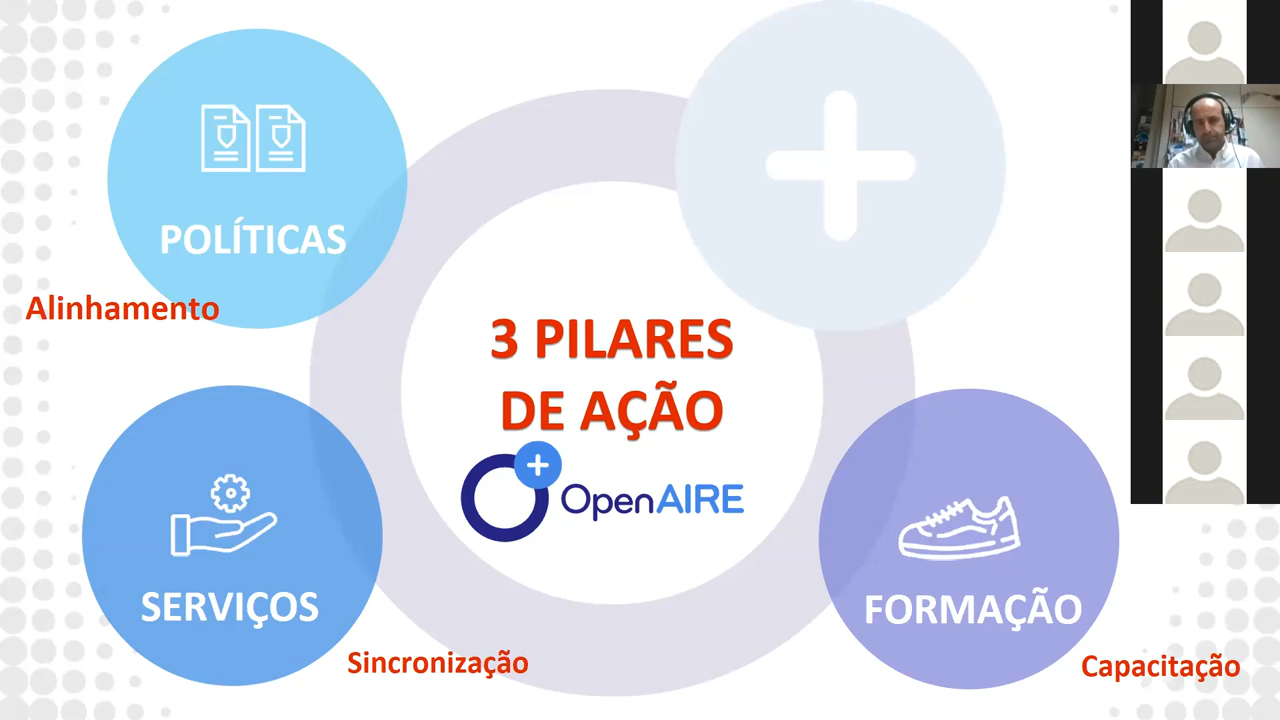 POLÍTICAS
Alinhamento
3 PILARES
DE AÇÃO
OpenAIRE
SERVIÇOS
Sincronização
FORMAÇÃO
Capacitação